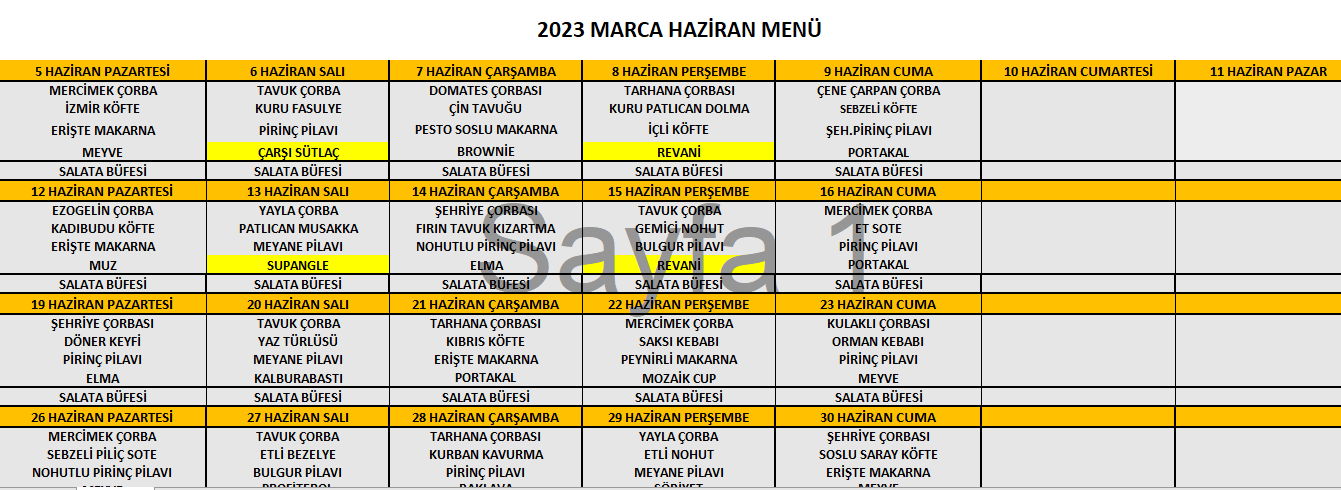 2023 MARCA HAZİRAN MENÜ
5 HAZİRAN PAZARTESİ 6 HAZİRAN SALI 7 HAZİRAN ÇARŞAMBA 8 HAZİRAN PERŞEMBE 9 HAZİRAN CUMA 10 HAZİRAN CUMARTESİ 11 HAZİRAN PAZAR
MERCİMEK ÇORBA TAVUK ÇORBA DOMATES ÇORBASI TARHANA ÇORBASI ÇENE ÇARPAN ÇORBA
İZMİR KÖFTE KURU FASULYE ÇİN TAVUĞU KURU PATLICAN DOLMA SEBZELİ KÖFTE
ERİŞTE MAKARNA PİRİNÇ PİLAVI PESTO SOSLU MAKARNA İÇLİ KÖFTE ŞEH.PİRİNÇ PİLAVI
MEYVE ÇARŞI SÜTLAÇ BROWNİE REVANİ PORTAKAL
SALATA BÜFESİ SALATA BÜFESİ SALATA BÜFESİ SALATA BÜFESİ SALATA BÜFESİ
12 HAZİRAN PAZARTESİ 13 HAZİRAN SALI 14 HAZİRAN ÇARŞAMBA 15 HAZİRAN PERŞEMBE 16 HAZİRAN CUMA
EZOGELİN ÇORBA YAYLA ÇORBA ŞEHRİYE ÇORBASI TAVUK ÇORBA MERCİMEK ÇORBA
KADIBUDU KÖFTE PATLICAN MUSAKKA FIRIN TAVUK KIZARTMA GEMİCİ NOHUT ET SOTE
ERİŞTE MAKARNA MEYANE PİLAVI NOHUTLU PİRİNÇ PİLAVI BULGUR PİLAVI PİRİNÇ PİLAVI
MUZ SUPANGLE ELMA REVANİ PORTAKAL
SALATA BÜFESİ SALATA BÜFESİ SALATA BÜFESİ SALATA BÜFESİ SALATA BÜFESİ
Sayfa 1
19 HAZİRAN PAZARTESİ 20 HAZİRAN SALI 21 HAZİRAN ÇARŞAMBA 22 HAZİRAN PERŞEMBE 23 HAZİRAN CUMA
ŞEHRİYE ÇORBASI TAVUK ÇORBA TARHANA ÇORBASI MERCİMEK ÇORBA KULAKLI ÇORBASI
DÖNER KEYFİ YAZ TÜRLÜSÜ KIBRIS KÖFTE SAKSI KEBABI ORMAN KEBABI
PİRİNÇ PİLAVI MEYANE PİLAVI ERİŞTE MAKARNA PEYNİRLİ MAKARNA PİRİNÇ PİLAVI
ELMA KALBURABASTI PORTAKAL MOZAİK CUP MEYVE
SALATA BÜFESİ SALATA BÜFESİ SALATA BÜFESİ SALATA BÜFESİ SALATA BÜFESİ
26 HAZİRAN PAZARTESİ 27 HAZİRAN SALI 28 HAZİRAN ÇARŞAMBA 29 HAZİRAN PERŞEMBE 30 HAZİRAN CUMA
MERCİMEK ÇORBA TAVUK ÇORBA TARHANA ÇORBASI YAYLA ÇORBA ŞEHRİYE ÇORBASI
SEBZELİ PİLİÇ SOTE ETLİ BEZELYE KURBAN KAVURMA ETLİ NOHUT SOSLU SARAY KÖFTE
NOHUTLU PİRİNÇ PİLAVI BULGUR PİLAVI PİRİNÇ PİLAVI MEYANE PİLAVI ERİŞTE MAKARNA